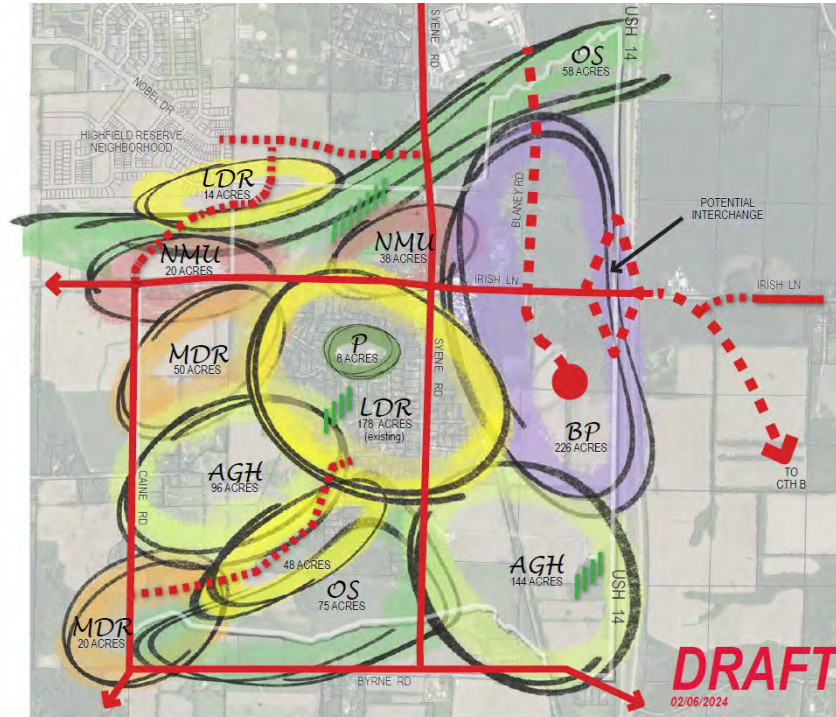 SYENE RD
USH 14
OS
58 ACRES
NOBEL DR
HIGHFIELD RESERVE
NEIGHBORHOOD
LDR
14 ACRES
BLANEY RD
POTENTIAL
INTERCHANGE
NMU
20 ACRES
NMU
38 ACRES
IRISH LN
IRISH LN
P
8 ACRES
MDR
50 ACRES
SYENE RD
LDR
178 ACRES
(existing)
BP
226 ACRES
AGH
96 ACRES
CAINE RD
TO
CTH B
48 ACRES
AGH
144 ACRES
OS
75 ACRES
USH 14
MDR
20 ACRES
BYRNE RD
DRAFT
02/06/2024